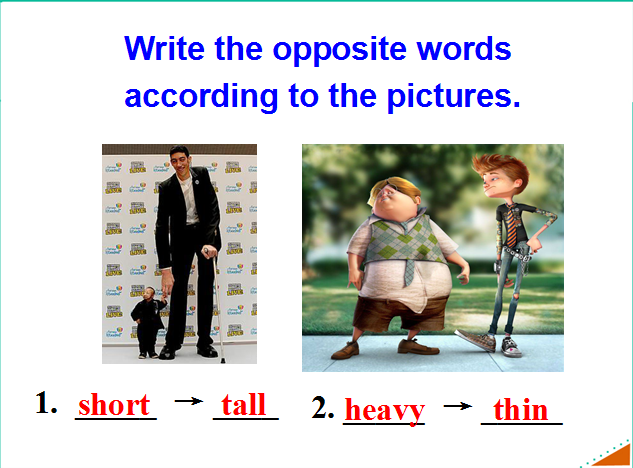 Write the opposite words
according to the pictures.
1. short → tall 2. heavy → thin